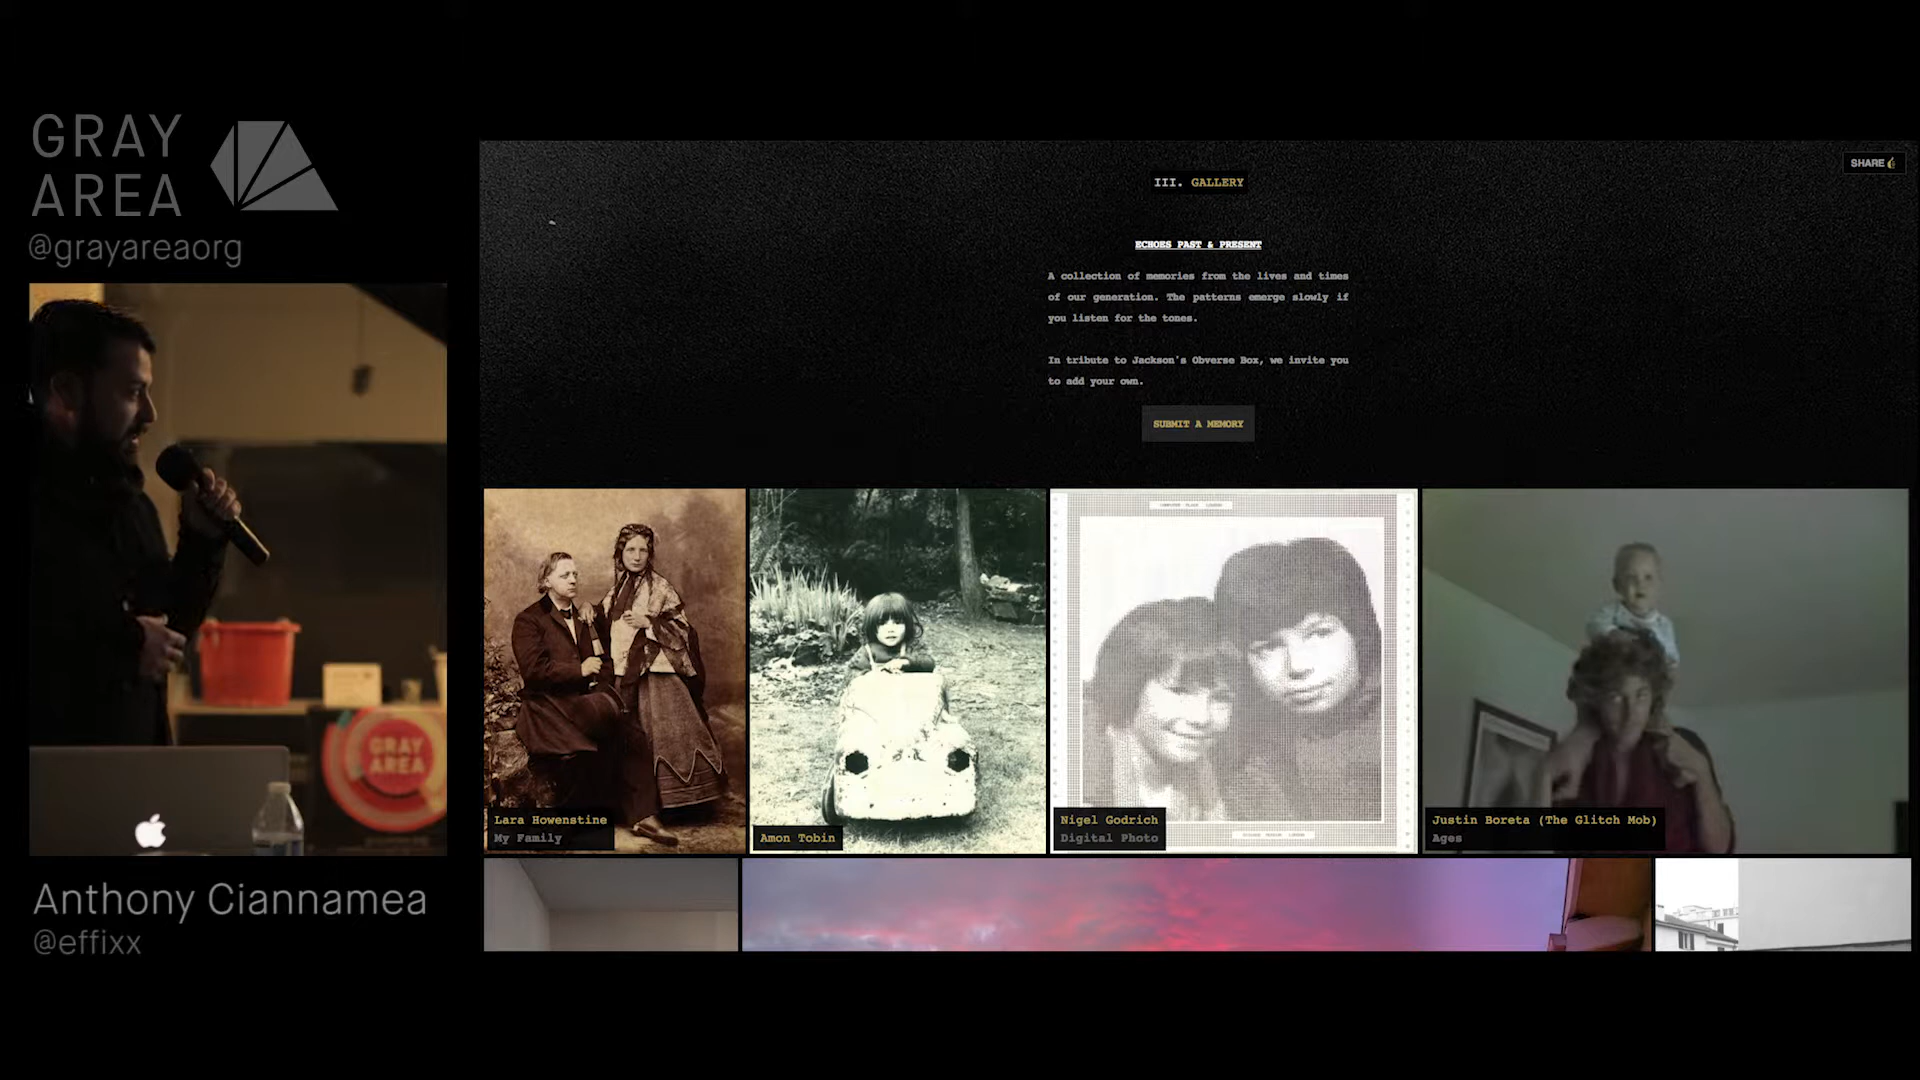 GRAY
AREA
@grayareaorg
GRAY
AREA
Anthony Ciannamea
@effixx
SHARE
III. GALLERY
ECHOES PAST & PRESENT
A collection of memories from the lives and times
of our generation. The patterns emerge slowly if
you listen for the tones.
In tribute to Jackson's Obverse Box, we invite you
to add your own.
SUBMIT A MEMORY
Lara Howenstine
My Family
Amon Tobin
Nigel Godrich
Digital Photo
Justin Boreta (The Glitch Mob)
Ages